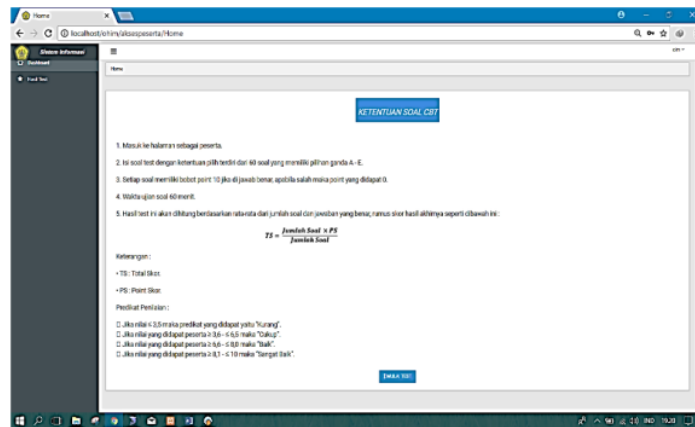 Home
localhost/ohim/aksespeserta/Home
Sistem Informasi
Dashboard
Home
KETENTUAN SOAL CBT
1. Masuk ke halaman sebagai peserta.
2. Isi soal test dengan ketentuan pilih terdiri dari 60 soal yang memiliki pilihan ganda A - E.
3. Setiap soal memiliki bobot point 10 jika di jawab benar, apabila salah maka point yang didapat 0.
4. Waktu ujian soal 60 menit.
5. Hasil test ini akan dihitung berdasarkan rata-rata dari jumlah soal dan jawaban yang benar, rumus skor hasil akhirnya seperti dibawah ini :
TS = Jumlah Soal × PS
Jumlah Soal
Keterangan :
• TS : Total Skor.
• PS : Point Skor.
Predikat Penilaian :
Jika nilai ≤ 3,5 maka predikat yang didapat yaitu "Kurang".
Jika nilai yang didapat peserta ≥ 3,6 - ≤ 6,5 maka "Cukup".
Jika nilai yang didapat peserta ≥ 6,6 - ≤ 8,0 maka "Baik".
Jika nilai yang didapat peserta ≥ 8,1 - ≤ 10 maka "Sangat Baik".
MULAI TEST
IND 19.20